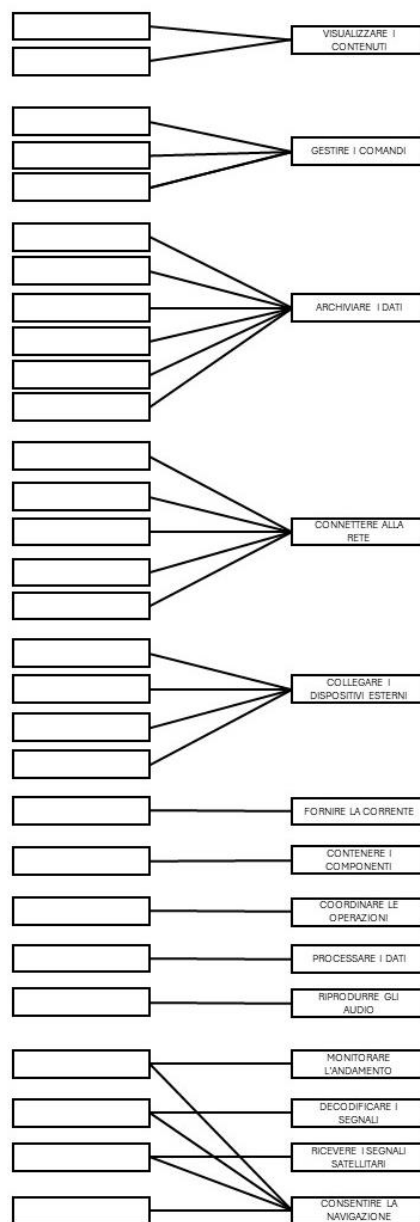 VISUALIZZARE I
CONTENUTI
GESTIRE I COMANDI
ARCHIVIARE I DATI
CONNETTERE ALLA
RETE
COLLEGARE I
DISPOSITIVI ESTERNI
FORNIRE LA CORRENTE
CONTENERE I
COMPONENTI
COORDINARE LE
OPERAZIONI
PROCESSARE I DATI
RIPRODURRE GLI
AUDIO
MONITORARE
L'ANDAMENTO
DECODIFICARE I
SEGNALI
RICEVERE I SEGNALI
SATELLITARI
CONSENTIRE LA
NAVIGAZIONE